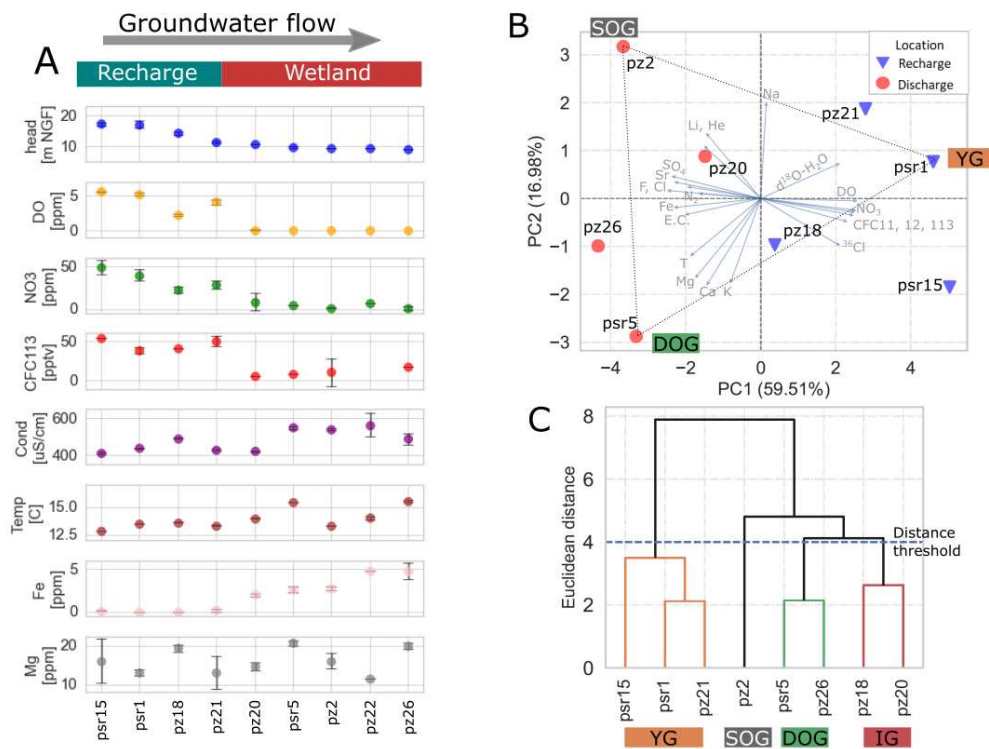 Groundwater flow
A
Recharge Wetland
head
[m NGF]
20
10
DO
[ppm]
5
0
NO3
[ppm]
50
0
CFC113
[pptv]
50
0
Cond
[uS/cm]
600
400
Temp
[C]
15.0
12.5
Fe
[ppm]
5
0
Mg
[ppm]
20
10
psr15 psr1 pz18 pz21 pz20 psr5 pz2 pz22 pz26
B
SOG
pz2
Location
Recharge
Discharge
pz21
psr1
YG
pz20
pz26
pz18
psr15
psr5
DOG
Na
Li, He
SO4
Sr
F, Cl
N2
Fe
E.C.
T
Mg
Ca K
d18O-H2O
DO
NO3
CFC11, 12, 113
36Cl
PC2 (16.98%)
3
2
1
0
−1
−2
−3
−4 −2 0 2 4
PC1 (59.51%)
C
Euclidean distance
8
6
4
2
0
Distance
threshold
psr15 psr1 pz21 pz2 psr5 pz26 pz18 pz20
YG SOG DOG IG